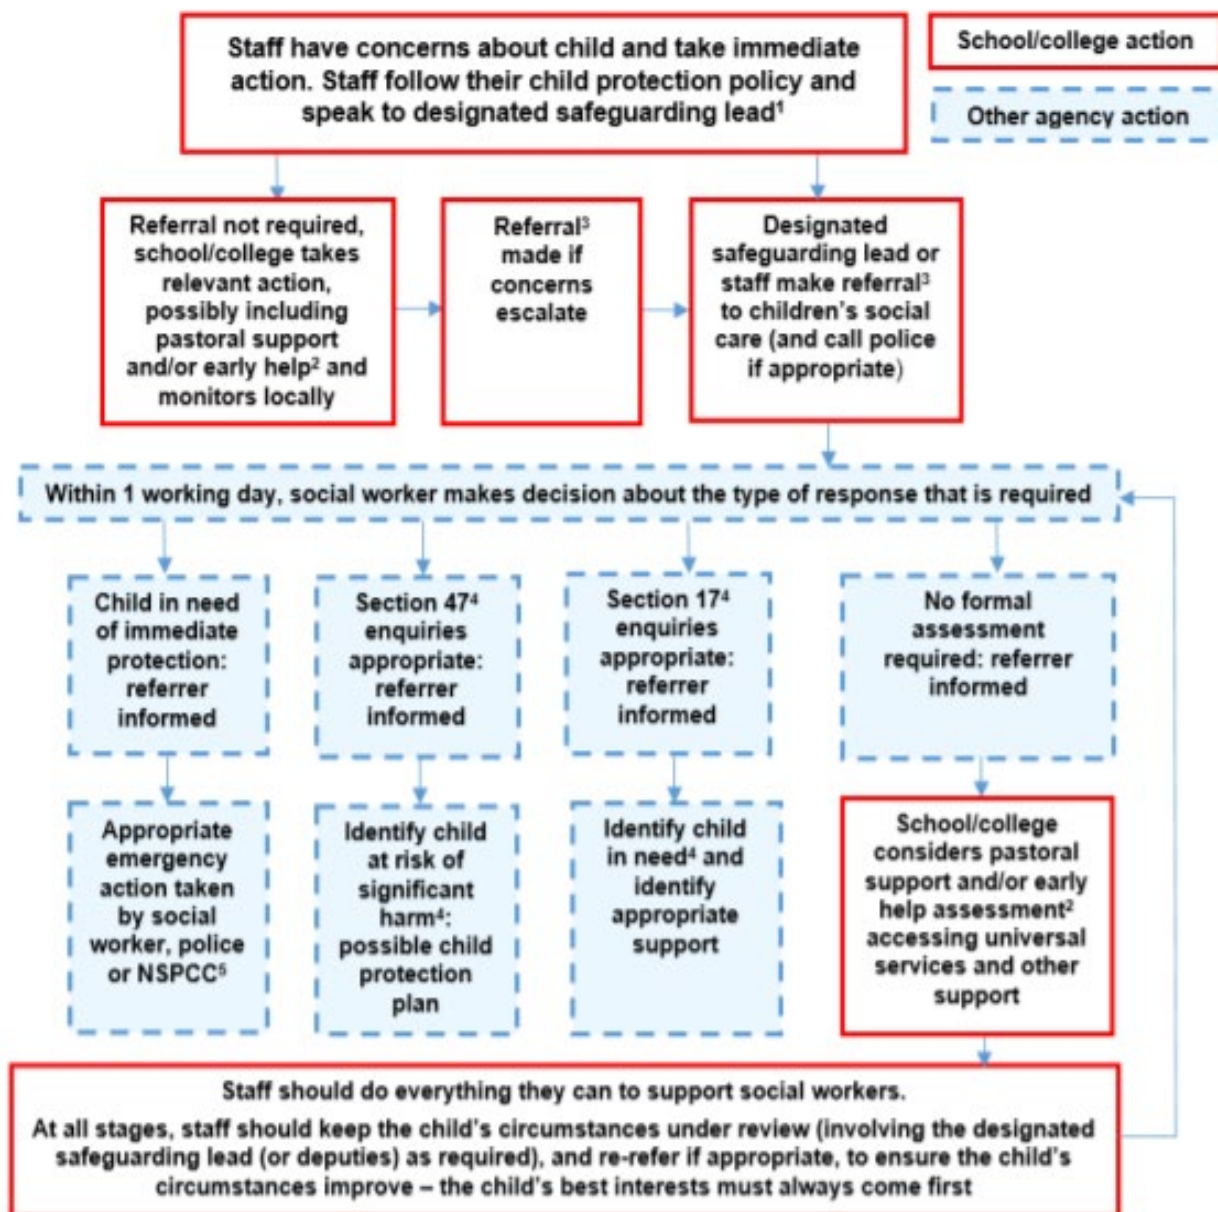 Staff have concerns about child and take immediate
action. Staff follow their child protection policy and
speak to designated safeguarding lead¹
School/college action
Other agency action
Referral not required,
school/college takes
relevant action,
possibly including
pastoral support
and/or early help² and
monitors locally
Referral³
made if
concerns
escalate
Designated
safeguarding lead or
staff make referral³
to children’s social
care (and call police
if appropriate)
Within 1 working day, social worker makes decision about the type of response that is required
Child in need
of immediate
protection:
referrer
informed
Section 47⁴
enquiries
appropriate:
referrer
informed
Section 17⁴
enquiries
appropriate:
referrer
informed
No formal
assessment
required: referrer
informed
Appropriate
emergency
action taken
by social
worker, police
or NSPCC⁵
Identify child
at risk of
significant
harm⁴:
possible child
protection
plan
Identify child
in need⁴ and
identify
appropriate
support
School/college
considers pastoral
support and/or early
help assessment²
accessing universal
services and other
support
Staff should do everything they can to support social workers.
At all stages, staff should keep the child’s circumstances under review (involving the designated
safeguarding lead (or deputies) as required), and re-refer if appropriate, to ensure the child’s
circumstances improve – the child’s best interests must always come first